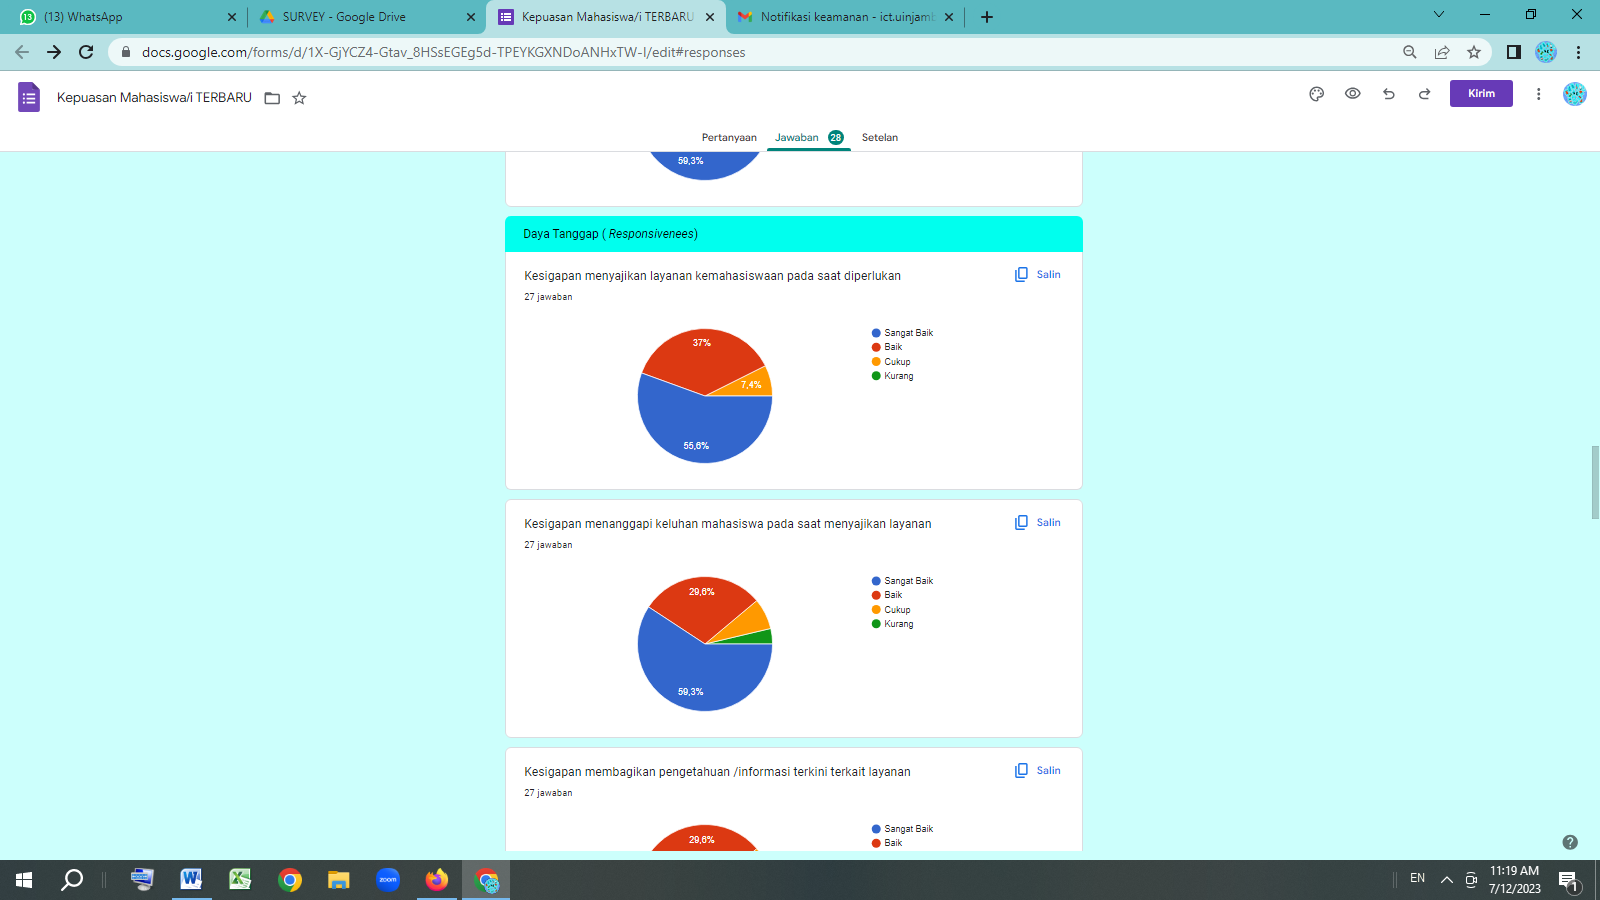 (13) WhatsApp
SURVEY - Google Drive
Kepuasan Mahasiswa/i TERBARU
Notifikasi keamanan - ict.uinjamb
docs.google.com/forms/d/1X-GjYCZ4-Gtav_8HSsEGEg5d-TPEYKGXNDoANHxTW-I/edit#responses
Kepuasan Mahasiswa/i TERBARU
Kirim
Pertanyaan Jawaban 28 Setelan
59,3%
Daya Tanggap ( Responsivenees)
Kesigapan menyajikan layanan kemahasiswaan pada saat diperlukan
Salin
27 jawaban
Sangat Baik
Baik
Cukup
Kurang
37%
7,4%
55,6%
Kesigapan menanggapi keluhan mahasiswa pada saat menyajikan layanan
Salin
27 jawaban
Sangat Baik
Baik
Cukup
Kurang
29,6%
59,3%
Kesigapan membagikan pengetahuan /informasi terkini terkait layanan
Salin
27 jawaban
Sangat Baik
Baik
29,6%
zoom
EN
11:19 AM
7/12/2023
1